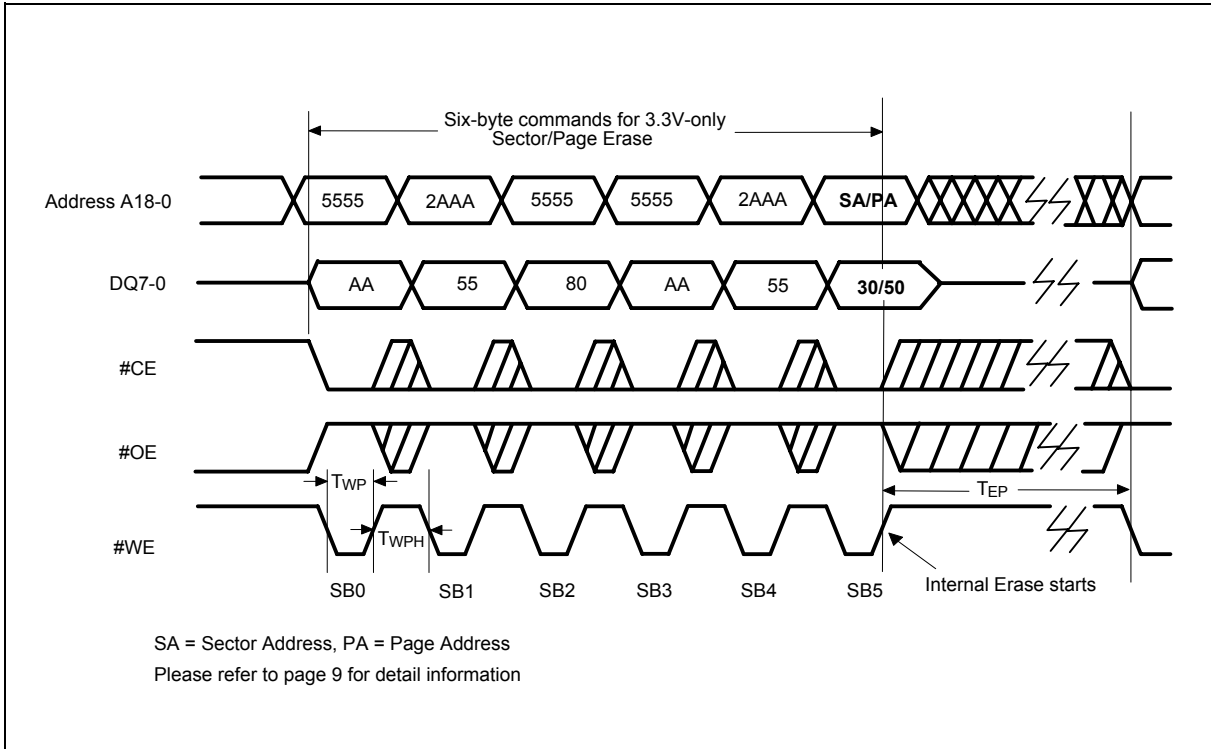 Six-byte commands for 3.3V-only
Sector/Page Erase
Address A18-0
5555
2AAA
5555
5555
2AAA
SA/PA
DQ7-0
AA
55
80
AA
55
30/50
#CE
#OE
TWP
TEP
#WE
TWPH
Internal Erase starts
SB0
SB1
SB2
SB3
SB4
SB5
SA = Sector Address, PA = Page Address
Please refer to page 9 for detail information